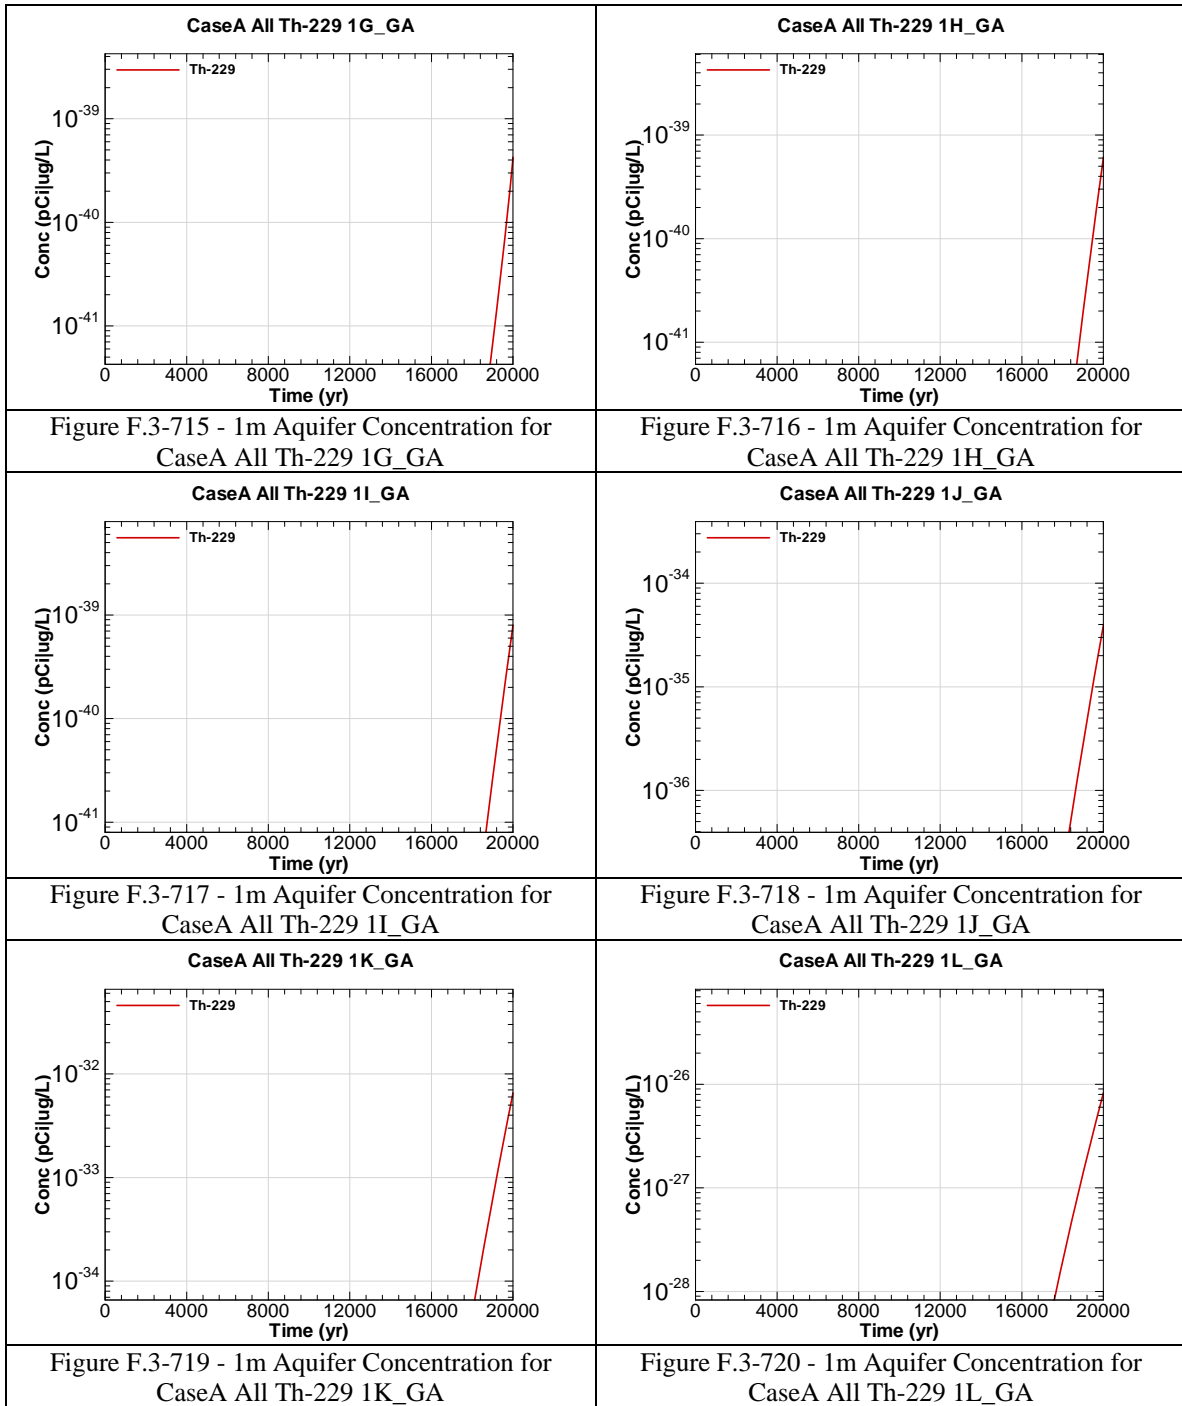 CaseA All Th-229 1G_GA
Th-229
Conc (pCi|ug/L)
10-39
10-40
10-41
0 4000 8000 12000 16000 20000
Time (yr)
Figure F.3-715 - 1m Aquifer Concentration for
CaseA All Th-229 1G_GA
CaseA All Th-229 1H_GA
Th-229
Conc (pCi|ug/L)
10-39
10-40
10-41
0 4000 8000 12000 16000 20000
Time (yr)
Figure F.3-716 - 1m Aquifer Concentration for
CaseA All Th-229 1H_GA
CaseA All Th-229 1I_GA
Th-229
Conc (pCi|ug/L)
10-39
10-40
10-41
0 4000 8000 12000 16000 20000
Time (yr)
Figure F.3-717 - 1m Aquifer Concentration for
CaseA All Th-229 1I_GA
CaseA All Th-229 1J_GA
Th-229
Conc (pCi|ug/L)
10-34
10-35
10-36
0 4000 8000 12000 16000 20000
Time (yr)
Figure F.3-718 - 1m Aquifer Concentration for
CaseA All Th-229 1J_GA
CaseA All Th-229 1K_GA
Th-229
Conc (pCi|ug/L)
10-32
10-33
10-34
0 4000 8000 12000 16000 20000
Time (yr)
Figure F.3-719 - 1m Aquifer Concentration for
CaseA All Th-229 1K_GA
CaseA All Th-229 1L_GA
Th-229
Conc (pCi|ug/L)
10-26
10-27
10-28
0 4000 8000 12000 16000 20000
Time (yr)
Figure F.3-720 - 1m Aquifer Concentration for
CaseA All Th-229 1L_GA